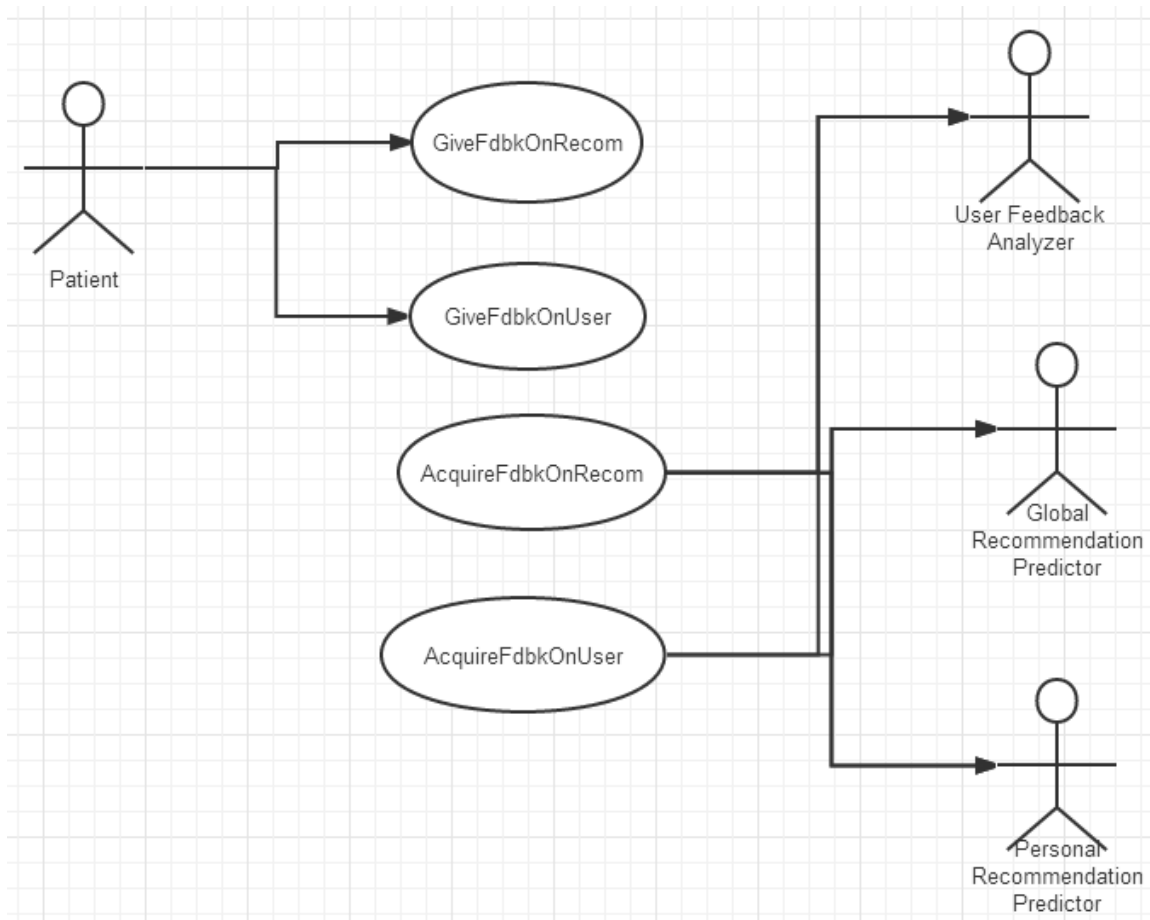 GiveFdbkOnRecom
User Feedback
Analyzer
Patient
GiveFdbkOnUser
AcquireFdbkOnRecom
Global
Recommendation
Predictor
AcquireFdbkOnUser
Personal
Recommendation
Predictor